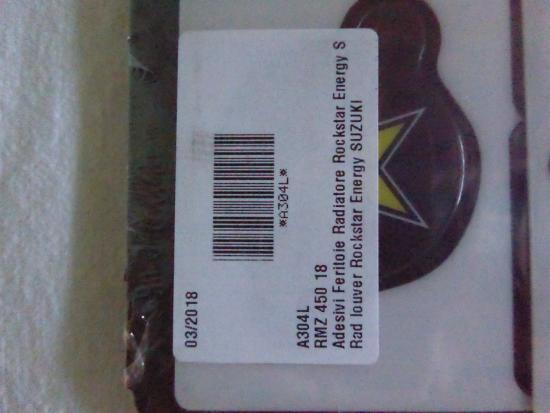 03/2018
*A304L*
A304L
RMZ 450 18
Adesivi Feritoie Radiatore Rockstar Energy S
Rad louver Rockstar Energy SUZUKI